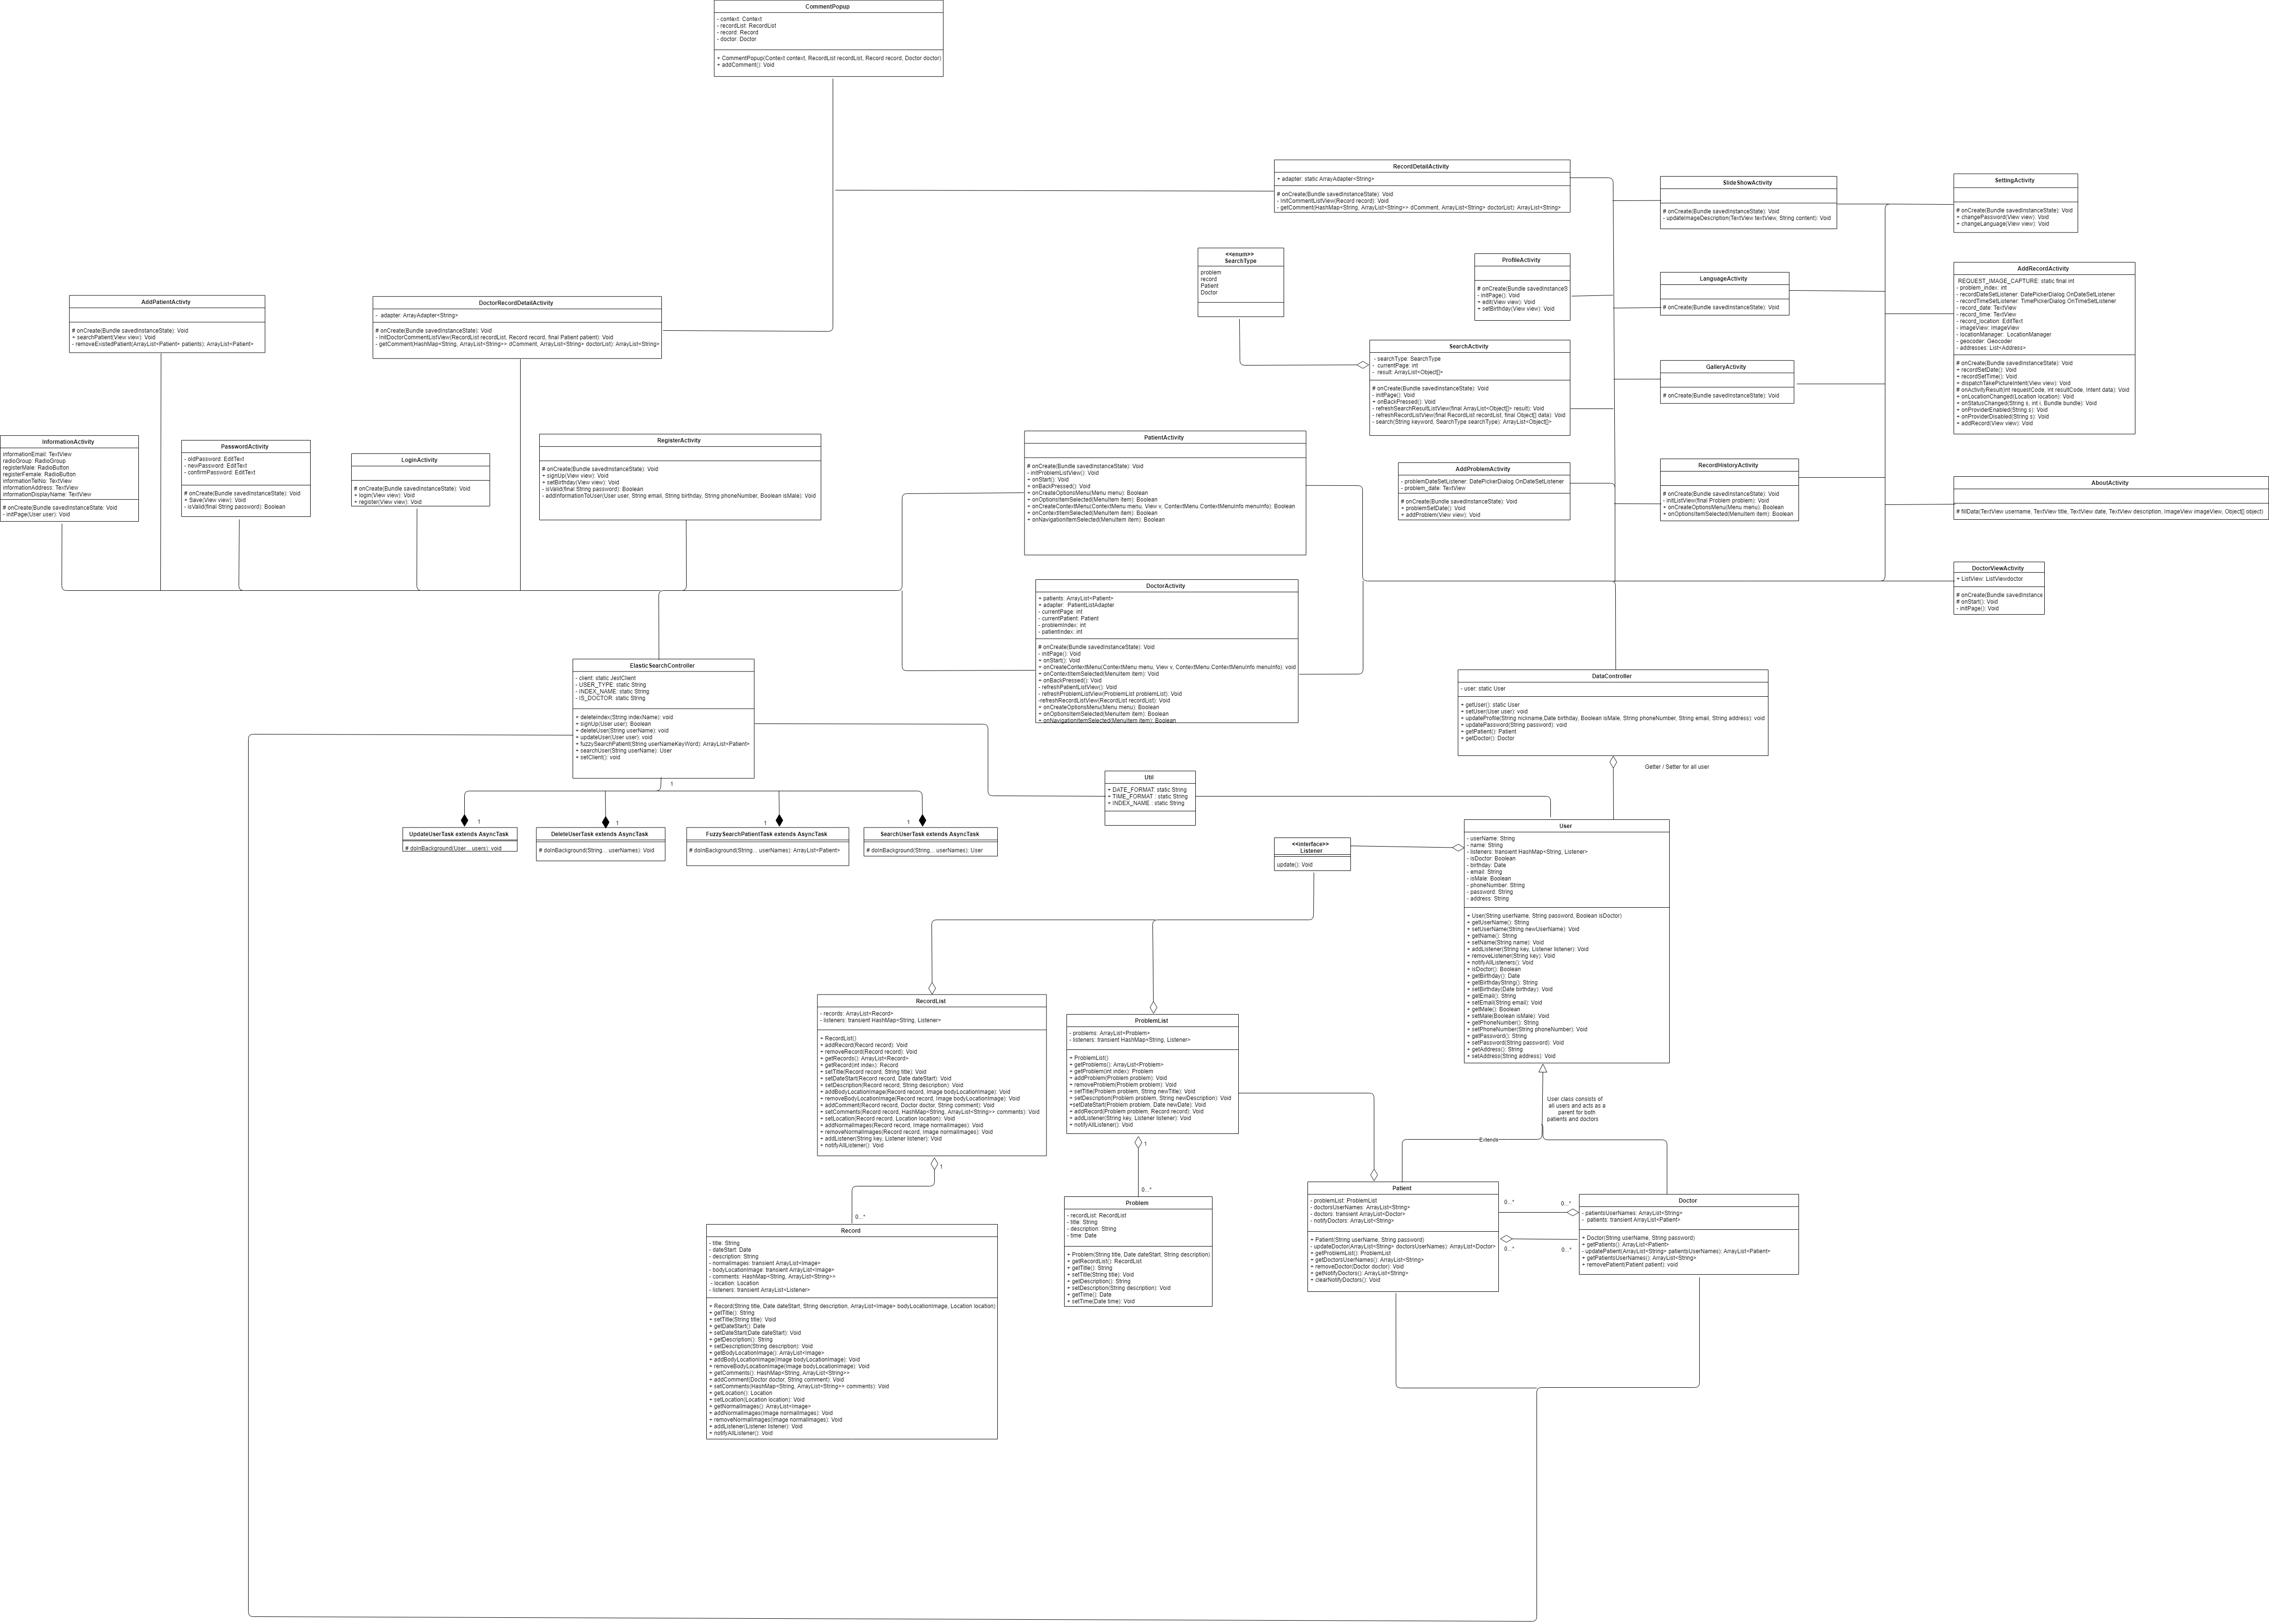 CommentPopup
- context: Context
- recordList: RecordList
- record: Record
- doctor: Doctor
+ CommentPopup(Context context, RecordList recordList, Record record, Doctor doctor)
+ addComment(): Void
RecordDetailActivity
+ adapter: static ArrayAdapter<String>
# onCreate(Bundle savedInstanceState): Void
- InitCommentListView(Record record): Void
- getComment(HashMap<String, ArrayList<String>> dComment, ArrayList<String> doctorList): ArrayList<String>
SlideShowActivity
# onCreate(Bundle savedInstanceState): Void
- updateImageDescription(TextView textView, String content): Void
SettingActivity
# onCreate(Bundle savedInstanceState): Void
+ changePassword(View view): Void
+ changeLanguage(View view): Void
<<enum>>
SearchType
problem
record
Patient
Doctor
ProfileActivity
# onCreate(Bundle savedInstanceS
- initPage(): Void
+ edit(View view): Void
+ setBirthday(View view): Void
LanguageActivity
# onCreate(Bundle savedInstanceState): Void
AddRecordActivity
REQUEST_IMAGE_CAPTURE: static final int
- problem_index: int
- recordDateSetListener: DatePickerDialog.OnDateSetListener
- recordTimeSetListener: TimePickerDialog.OnTimeSetListener
- record_date: TextView
- record_time: TextView
- record_location: EditText
- imageView: ImageView
- locationManager: LocationManager
- geocoder: Geocoder
- addresses: List<Address>
# onCreate(Bundle savedInstanceState): Void
+ recordSetDate(): Void
+ recordSetTime(): Void
+ dispatchTakePictureIntent(View view): Void
# onActivityResult(int requestCode, int resultCode, Intent data): Void
+ onLocationChanged(Location location): Void
+ onStatusChanged(String s, int i, Bundle bundle): Void
+ onProviderEnabled(String s): Void
+ onProviderDisabled(String s): Void
+ addRecord(View view): Void
AddPatientActivty
# onCreate(Bundle savedInstanceState): Void
+ searchPatient(View view): Void
- removeExistedPatient(ArrayList<Patient> patients): ArrayList<Patient>
DoctorRecordDetailActivity
- adapter: ArrayAdapter<String>
# onCreate(Bundle savedInstanceState): Void
- InitDoctorCommentListView(RecordList recordList, Record record, final Patient patient): Void
- getComment(HashMap<String, ArrayList<String>> dComment, ArrayList<String> doctorList): ArrayList<String>
SearchActivity
- searchType: SearchType
- currentPage: int
- result: ArrayList<Object[]>
# onCreate(Bundle savedInstanceState): Void
- initPage(): Void
+ onBackPressed(): Void
- refreshSearchResultListView(final ArrayList<Object[]> result): Void
- refreshRecordListView(final RecordList recordList, final Object[] data): Void
- search(String keyword, SearchType searchType): ArrayList<Object[]>
GalleryActivity
# onCreate(Bundle savedInstanceState): Void
InformationActivity
informationEmail: TextView
radioGroup: RadioGroup
registerMale: RadioButton
registerFemale: RadioButton
informationTelNo: TextView
informationAddress: TextView
informationDisplayName: TextView
# onCreate(Bundle savedInstanceState: Void
- initPage(User user): Void
PasswordActivity
- oldPassword: EditText
- newPassword: EditText
- confirmPassword: EditText
# onCreate(Bundle savedInstanceState): Void
+ Save(View view): Void
- isValid(final String password): Boolean
LoginActivity
# onCreate(Bundle savedInstanceState): Void
+ login(View view): Void
+ register(View view): Void
RegisterActivity
# onCreate(Bundle savedInstanceState): Void
+ signUp(View view): Void
+ setBirthday(View view): Void
- isValid(final String password): Boolean
- addInformationToUser(User user, String email, String birthday, String phoneNumber, Boolean isMale): Void
PatientActivity
# onCreate(Bundle savedInstanceState): Void
- initProblemListView(): Void
+ onStart(): Void
+ onBackPressed(): Void
+ onCreateOptionsMenu(Menu menu): Boolean
+ onOptionsItemSelected(MenuItem item): Boolean
+ onCreateContextMenu(ContextMenu menu, View v, ContextMenu.ContextMenuInfo menuInfo): Boolean
+ onContextItemSelected(MenuItem item): Boolean
+ onNavigationItemSelected(MenuItem item): Boolean
AddProblemActivity
- problemDateSetListener: DatePickerDialog.OnDateSetListener
- problem_date: TextView
# onCreate(Bundle savedInstanceState): Void
+ problemSetDate(): Void
+ addProblem(View view): Void
RecordHistoryActivity
# onCreate(Bundle savedInstanceState): Void
- initListView(final Problem problem): Void
+ onCreateOptionsMenu(Menu menu): Boolean
+ onOptionsItemSelected(MenuItem item): Boolean
AboutActivity
# fillData(TextView username, TextView title, TextView date, TextView description, ImageView imageView, Object[] object)
DoctorViewActivity
+ ListView: ListViewdoctor
# onCreate(Bundle savedInstance
# onStart(): Void
- initPage(): Void
DoctorActivity
+ patients: ArrayList<Patient>
+ adapter: PatientListAdapter
- currentPage: int
- currentPatient: Patient
- problemIndex: int
- patientIndex: int
# onCreate(Bundle savedInstanceState): Void
- initPage(): Void
+ onStart(): Void
+ onCreateContextMenu(ContextMenu menu, View v, ContextMenu.ContextMenuInfo menuInfo): void
+ onContextItemSelected(MenuItem item): Void
+ onBackPressed(): Void
- refreshPatientListView(): Void
- refreshProblemListView(ProblemList problemList): Void
-refreshRecordListView(RecordList recordList): Void
+ onCreateOptionsMenu(Menu menu): Boolean
+ onOptionsItemSelected(MenuItem item): Boolean
+ onNavigationItemSelected(MenuItem item): Boolean
ElasticSearchController
- client: static JestClient
- USER_TYPE: static String
- INDEX_NAME: static String
- IS_DOCTOR: static String
+ deleteIndex(String indexName): void
+ signUp(User user): Boolean
+ deleteUser(String userName): void
+ updateUser(User user): void
+ fuzzySearchPatient(String userNameKeyWord): ArrayList<Patient>
+ searchUser(String userName): User
+ setClient(): void
1
DataController
- user: static User
+ getUser(): static User
+ setUser(User user): void
+ updateProfile(String nickname,Date birthday, Boolean isMale, String phoneNumber, String email, String address): void
+ updatePassword(String password): void
+ getPatient(): Patient
+ getDoctor(): Doctor
Getter / Setter for all user
Util
+ DATE_FORMAT: static String
+ TIME_FORMAT : static String
+ INDEX_NAME : static String
1
1
1
1
UpdateUserTask extends AsyncTask
# doInBackground(User... users): void
DeleteUserTask extends AsyncTask
# doInBackground(String... userNames): Void
FuzzySearchPatientTask extends AsyncTask
# doInBackground(String... userNames): ArrayList<Patient>
SearchUserTask extends AsyncTask
# doInBackground(String... userNames): User
<<interface>>
Listener
update(): Void
User
- userName: String
- name: String
- listeners: transient HashMap<String, Listener>
- isDoctor: Boolean
- birthday: Date
- email: String
- isMale: Boolean
- phoneNumber: String
- password: String
- address: String
+ User(String userName, String password, Boolean isDoctor)
+ getUserName(): String
+ setUserName(String newUserName): Void
+ getName(): String
+ setName(String name): Void
+ addListener(String key, Listener listener): Void
+ removeListener(String key): Void
+ notifyAllListeners(): Void
+ isDoctor(): Boolean
+ getBirthday(): Date
+ getBirthdayString(): String
+ setBirthday(Date birthday): Void
+ getEmail(): String
+ setEmail(String email): Void
+ getMale(): Boolean
+ setMale(Boolean isMale): Void
+ getPhoneNumber(): String
+ setPhoneNumber(String phoneNumber): Void
+ getPassword(): String
+ setPassword(String password): Void
+ getAddress(): String
+ setAddress(String address): Void
RecordList
- records: ArrayList<Record>
- listeners: transient HashMap<String, Listener>
+ RecordList()
+ addRecord(Record record): Void
+ removeRecord(Record record): Void
+ getRecords(): ArrayList<Record>
+ getRecord(int index): Record
+ setTitle(Record record, String title): Void
+ setDateStart(Record record, Date dateStart): Void
+ setDescription(Record record, String description): Void
+ addBodyLocationImage(Record record, Image bodyLocationImage): Void
+ removeBodyLocationImage(Record record, Image bodyLocationImage): Void
+ addComment(Record record, Doctor doctor, String comment): Void
+ setComments(Record record, HashMap<String, ArrayList<String>> comments): Void
+ setLocation(Record record, Location location): Void
+ addNormalImages(Record record, Image normalImages): Void
+ removeNormalImages(Record record, Image normalImages): Void
+ addListener(String key, Listener listener): Void
+ notifyAllListener(): Void
1
0...*
ProblemList
- problems: ArrayList<Problem>
- listeners: transient HashMap<String, Listener>
+ ProblemList()
+ getProblems(): ArrayList<Problem>
+ getProblem(int index): Problem
+ addProblem(Problem problem): Void
+ removeProblem(Problem problem): Void
+ setTitle(Problem problem, String newTitle): Void
+ setDescription(Problem problem, String newDescription): Void
+setDateStart(Problem problem, Date newDate): Void
+ addRecord(Problem problem, Record record): Void
+ addListener(String key, Listener listener): Void
+ notifyAllListener(): Void
1
0...*
User class consists of
all users and acts as a
parent for both
patients and doctors
Extends
Problem
- recordList: RecordList
- title: String
- description: String
- time: Date
+ Problem(String title, Date dateStart, String description)
+ getRecordList(): RecordList
+ getTitle(): String
+ setTitle(String title): Void
+ getDescription(): String
+ setDescription(String description): Void
+ getTime(): Date
+ setTime(Date time): Void
Patient
- problemList: ProblemList
- doctorsUserNames: ArrayList<String>
- doctors: transient ArrayList<Doctor>
- notifyDoctors: ArrayList<String>
+ Patient(String userName, String password)
- updateDoctor(ArrayList<String> doctorsUserNames): ArrayList<Doctor>
+ getProblemList(): ProblemList
+ getDoctorsUserNames(): ArrayList<String>
+ removeDoctor(Doctor doctor): Void
+ getNotifyDoctors(): ArrayList<String>
+ clearNotifyDoctors(): Void
0...*
0...*
0...*
0...*
Doctor
- patientsUserNames: ArrayList<String>
- patients: transient ArrayList<Patient>
+ Doctor(String userName, String password)
+ getPatients(): ArrayList<Patient>
- updatePatient(ArrayList<String> patientsUserNames): ArrayList<Patient>
+ getPatientsUserNames(): ArrayList<String>
+ removePatient(Patient patient): void
Record
- title: String
- dateStart: Date
- description: String
- normalImages: transient ArrayList<Image>
- bodyLocationImage: transient ArrayList<Image>
- comments: HashMap<String, ArrayList<String>>
- location: Location
- listeners: transient ArrayList<Listener>
+ Record(String title, Date dateStart, String description, ArrayList<Image> bodyLocationImage, Location location)
+ getTitle(): String
+ setTitle(String title): Void
+ getDateStart(): Date
+ setDateStart(Date dateStart): Void
+ getDescription(): String
+ setDescription(String description): Void
+ getBodyLocationImage(): ArrayList<Image>
+ addBodyLocationImage(Image bodyLocationImage): Void
+ removeBodyLocationImage(Image bodyLocationImage): Void
+ getComments(): HashMap<String, ArrayList<String>>
+ addComment(Doctor doctor, String comment): Void
+ setComments(HashMap<String, ArrayList<String>> comments): Void
+ getLocation(): Location
+ setLocation(Location location): Void
+ getNormalImages(): ArrayList<Image>
+ addNormalImages(Image normalImages): Void
+ removeNormalImages(Image normalImages): Void
+ addListener(Listener listener): Void
+ notifyAllListener(): Void